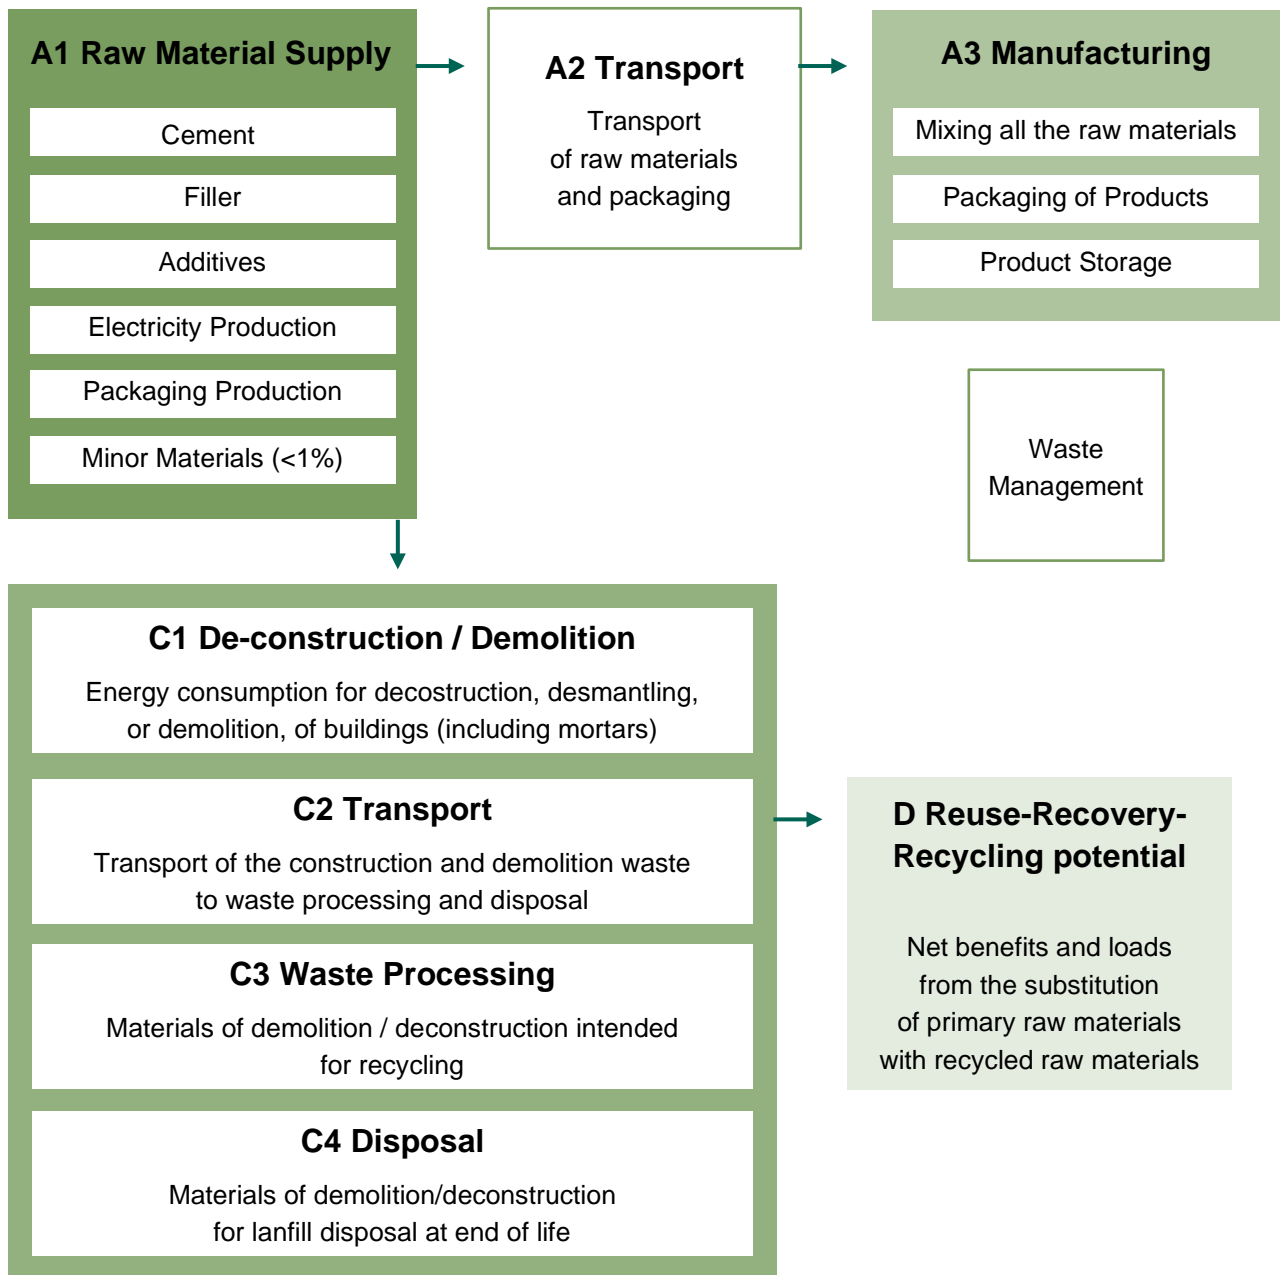 A1 Raw Material Supply
Cement
Filler
Additives
Electricity Production
Packaging Production
Minor Materials (<1%)
A2 Transport
Transport
of raw materials
and packaging
A3 Manufacturing
Mixing all the raw materials
Packaging of Products
Product Storage
Waste
Management
C1 De-construction / Demolition
Energy consumption for decostruction, desmantling,
or demolition, of buildings (including mortars)
C2 Transport
Transport of the construction and demolition waste
to waste processing and disposal
C3 Waste Processing
Materials of demolition / deconstruction intended
for recycling
C4 Disposal
Materials of demolition/deconstruction
for lanfill disposal at end of life
D Reuse-Recovery-
Recycling potential
Net benefits and loads
from the substitution
of primary raw materials
with recycled raw materials